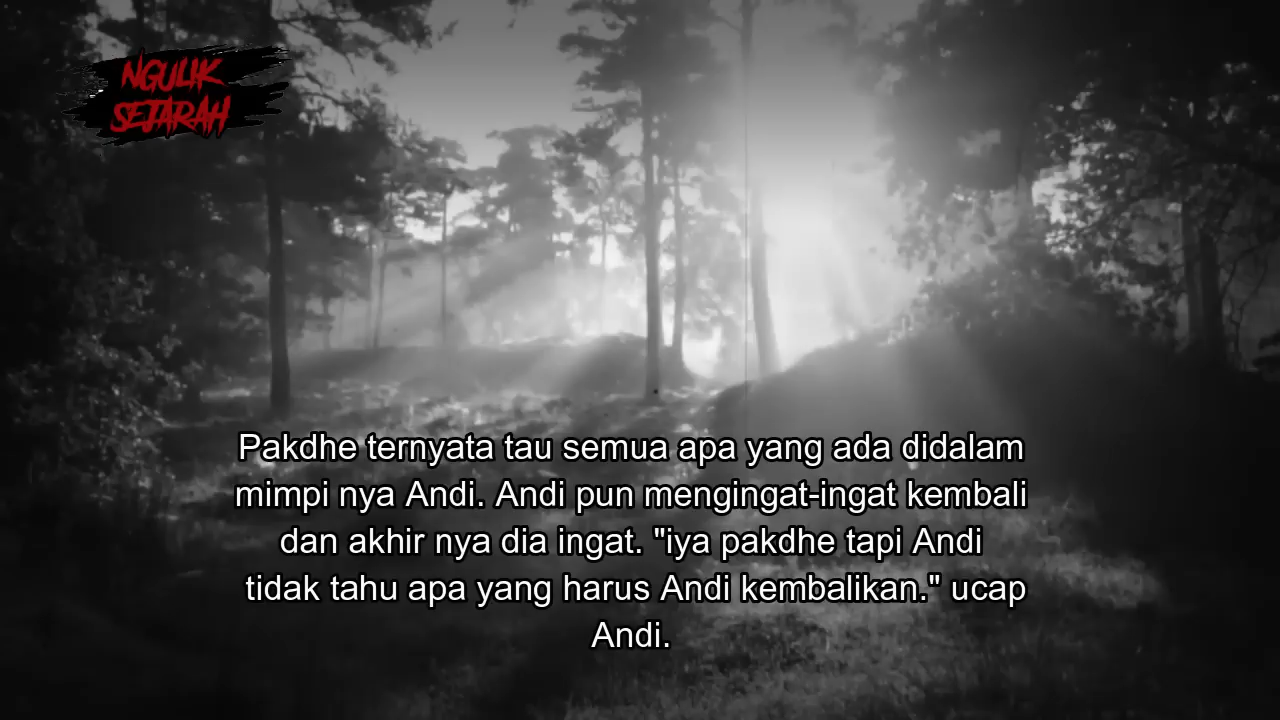 NGULIK
SEJARAH
Pakdhe ternyata tau semua apa yang ada didalam
mimpi nya Andi. Andi pun mengingat-ingat kembali
dan akhir nya dia ingat. "iya pakdhe tapi Andi
tidak tahu apa yang harus Andi kembalikan." ucap
Andi.